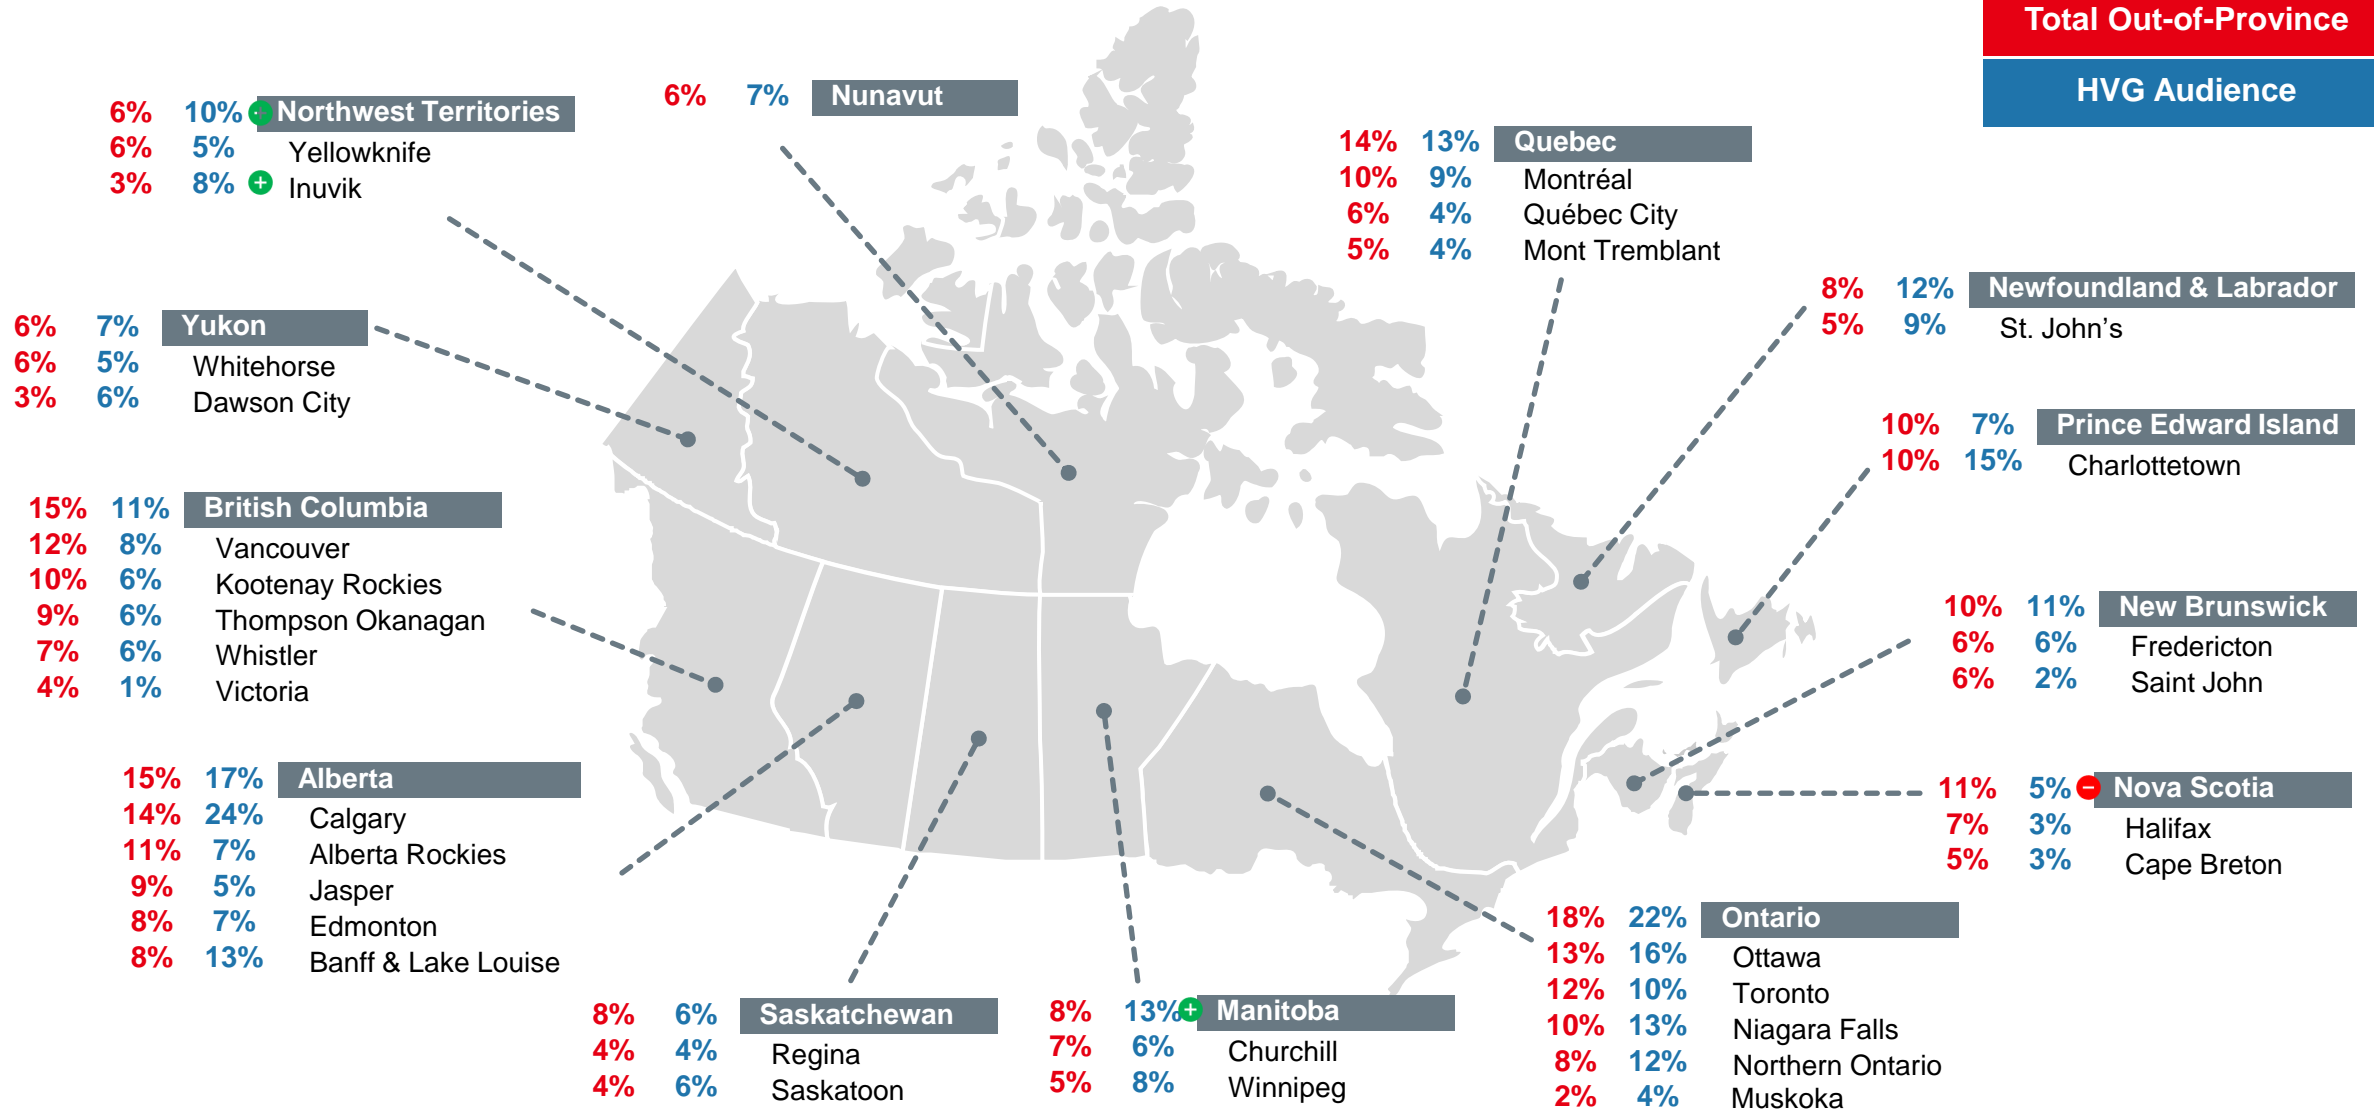 Total Out-of-Province
HVG Audience
6% 10% + Northwest Territories
6% 5% Yellowknife
3% 8% + Inuvik
6% 7% Nunavut
14% 13% Quebec
10% 9% Montréal
6% 4% Québec City
5% 4% Mont Tremblant
8% 12% Newfoundland & Labrador
5% 9% St. John’s
6% 7% Yukon
6% 5% Whitehorse
3% 6% Dawson City
10% 7% Prince Edward Island
10% 15% Charlottetown
15% 11% British Columbia
12% 8% Vancouver
10% 6% Kootenay Rockies
9% 6% Thompson Okanagan
7% 6% Whistler
4% 1% Victoria
10% 11% New Brunswick
6% 6% Fredericton
6% 2% Saint John
15% 17% Alberta
14% 24% Calgary
11% 7% Alberta Rockies
9% 5% Jasper
8% 7% Edmonton
8% 13% Banff & Lake Louise
11% 5% − Nova Scotia
7% 3% Halifax
5% 3% Cape Breton
18% 22% Ontario
13% 16% Ottawa
12% 10% Toronto
10% 13% Niagara Falls
8% 12% Northern Ontario
2% 4% Muskoka
8% 6% Saskatchewan
4% 4% Regina
4% 6% Saskatoon
8% 13% + Manitoba
7% 6% Churchill
5% 8% Winnipeg